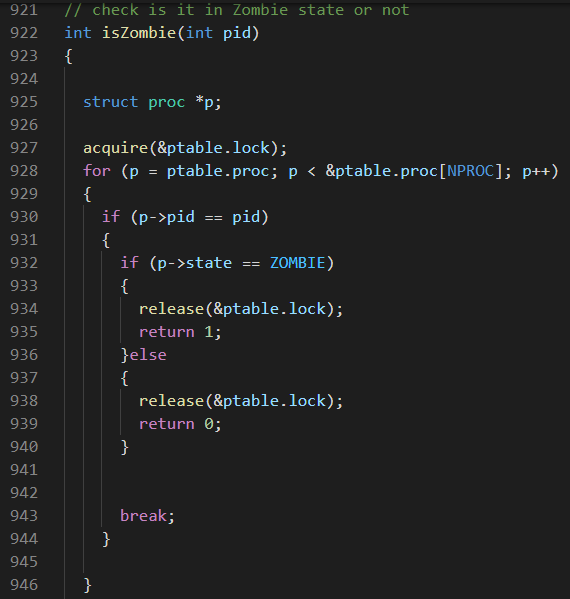 921 // check is it in Zombie state or not
922 int isZombie(int pid)
923 {
924
925   struct proc *p;
926
927   acquire(&ptable.lock);
928   for (p = ptable.proc; p < &ptable.proc[NPROC]; p++)
929   {
930     if (p->pid == pid)
931     {
932       if (p->state == ZOMBIE)
933       {
934         release(&ptable.lock);
935         return 1;
936       }else
937       {
938         release(&ptable.lock);
939         return 0;
940       }
941
942
943       break;
944     }
945
946   }